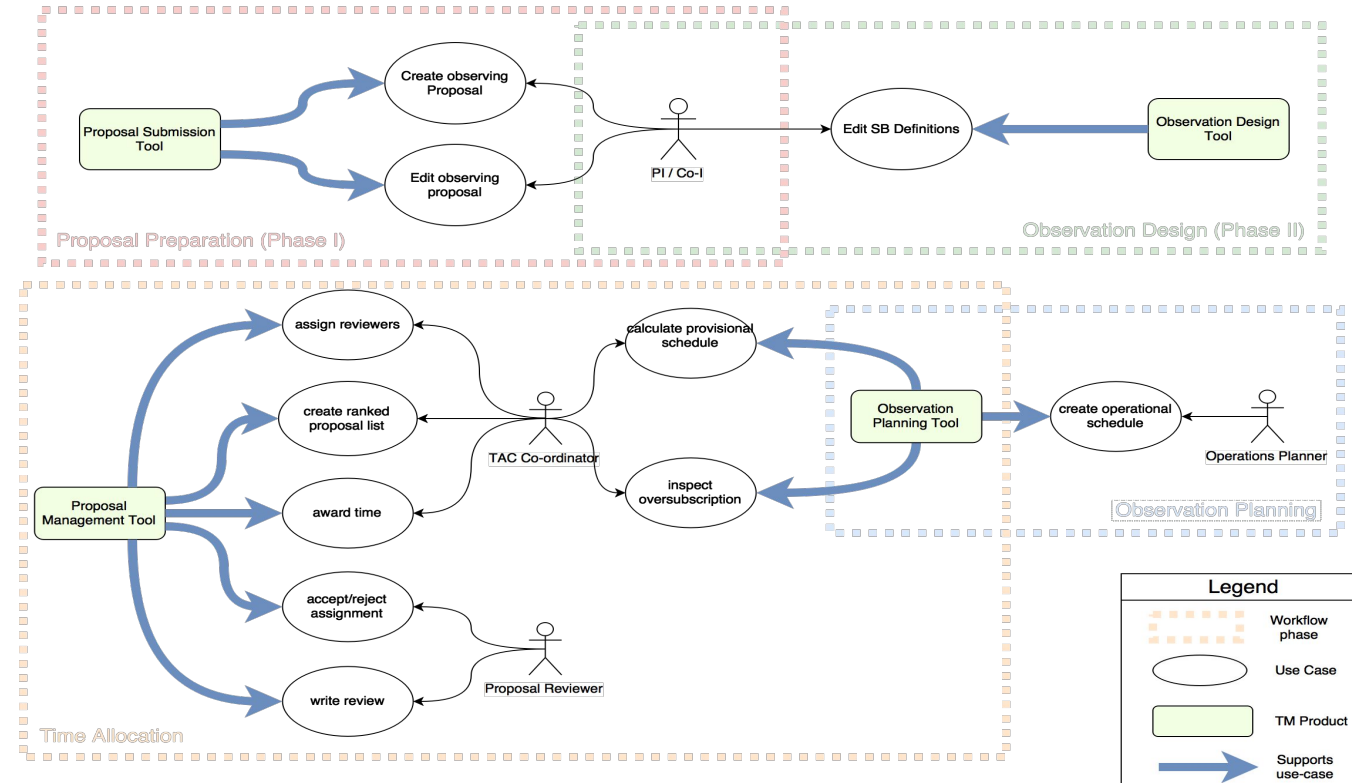 Create observing
Proposal
Proposal Submission
Tool
Edit observing
proposal
PI / Co-I
Edit SB Definitions
Observation Design
Tool
Proposal Preparation (Phase I)
Observation Design (Phase II)
assign reviewers
calculate provisional
schedule
create ranked
proposal list
TAC Co-ordinator
Observation
Planning Tool
create operational
schedule
Operations Planner
inspect
oversubscription
Proposal
Management Tool
award time
Observation Planning
accept/reject
assignment
Proposal Reviewer
write review
Time Allocation
Legend
Workflow
phase
Use Case
TM Product
Supports
use-case